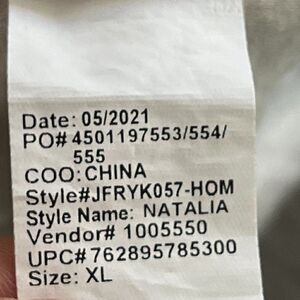 Date: 05/2021
PO# 4501197553/554/
555
COO: CHINA
Style#JFRYK057-HOM
Style Name: NATALIA
Vendor# 1005550
UPC# 762895785300
Size: XL